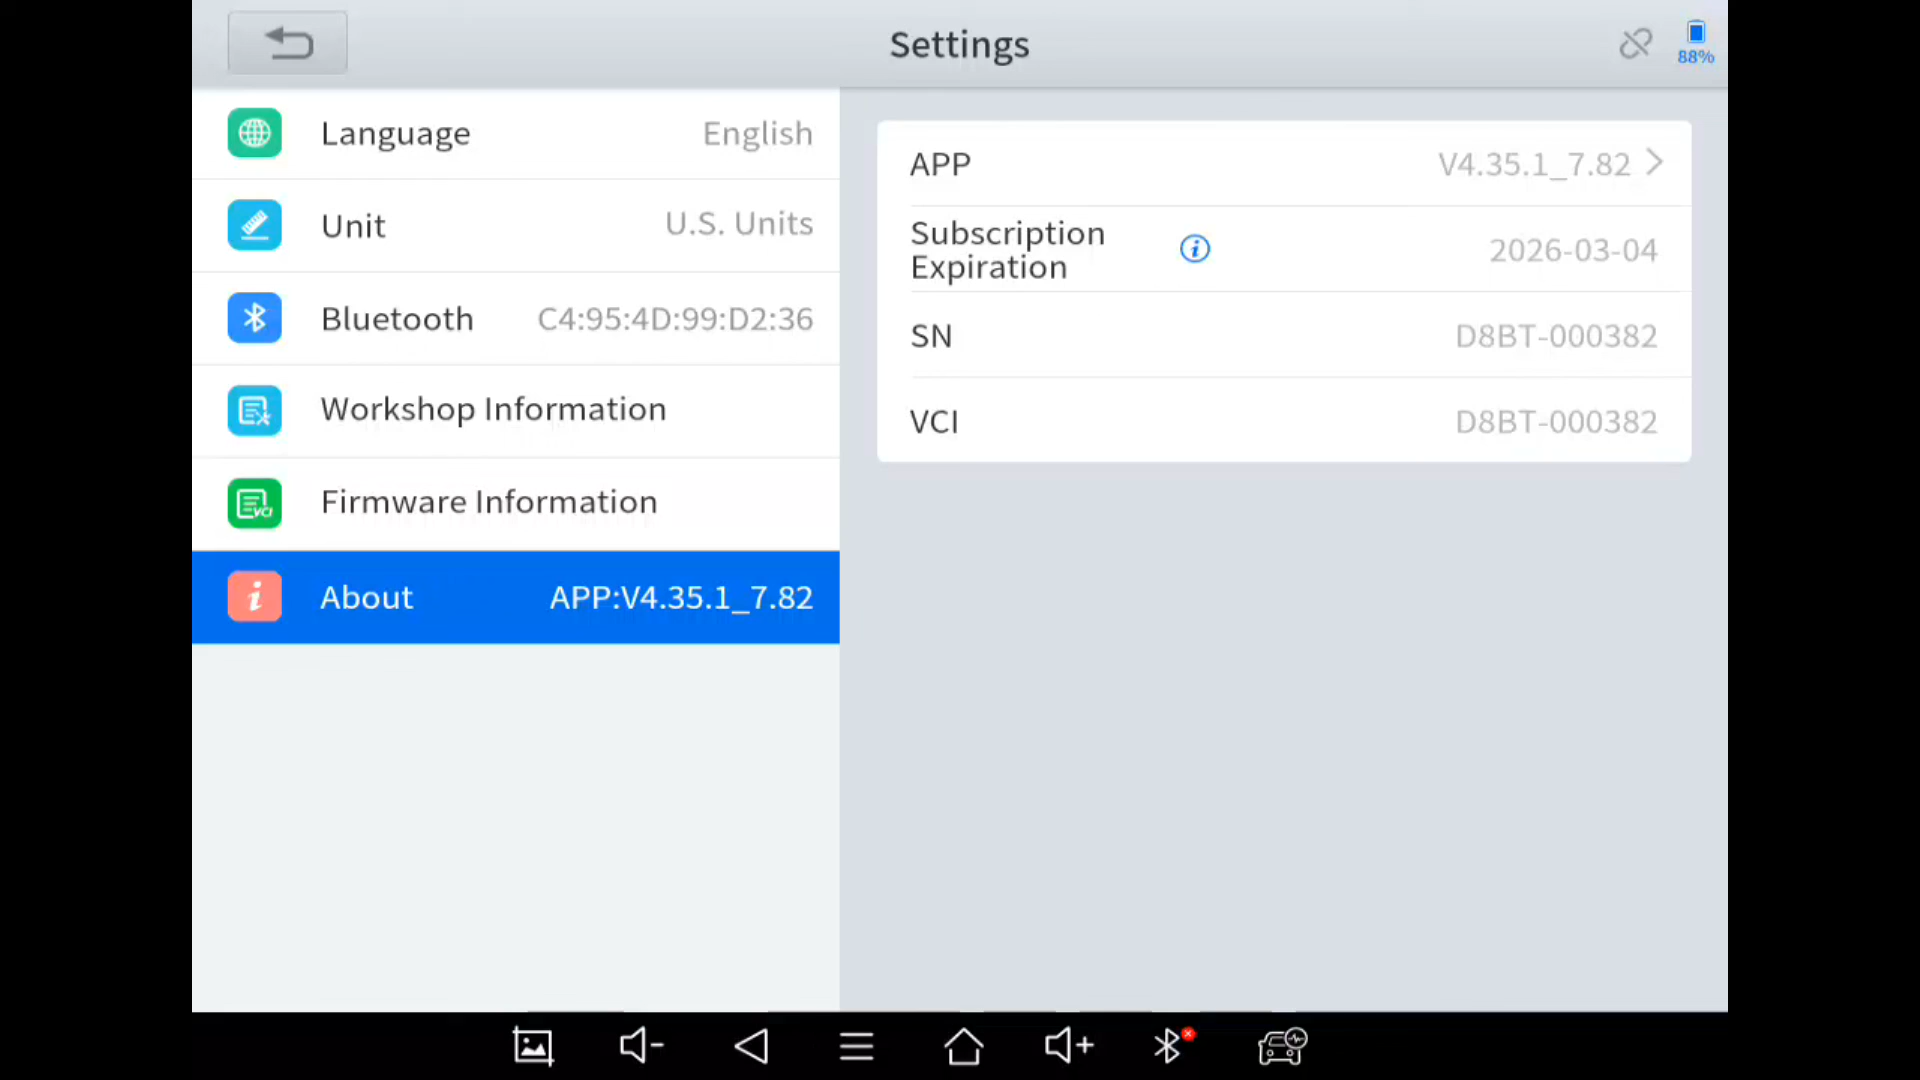 Settings
88%
Language English
Unit U.S. Units
Bluetooth C4:95:4D:99:D2:36
Workshop Information
Firmware Information
VCI
About APP:V4.35.1_7.82
APP V4.35.1_7.82
Subscription
Expiration 2026-03-04
SN D8BT-000382
VCI D8BT-000382